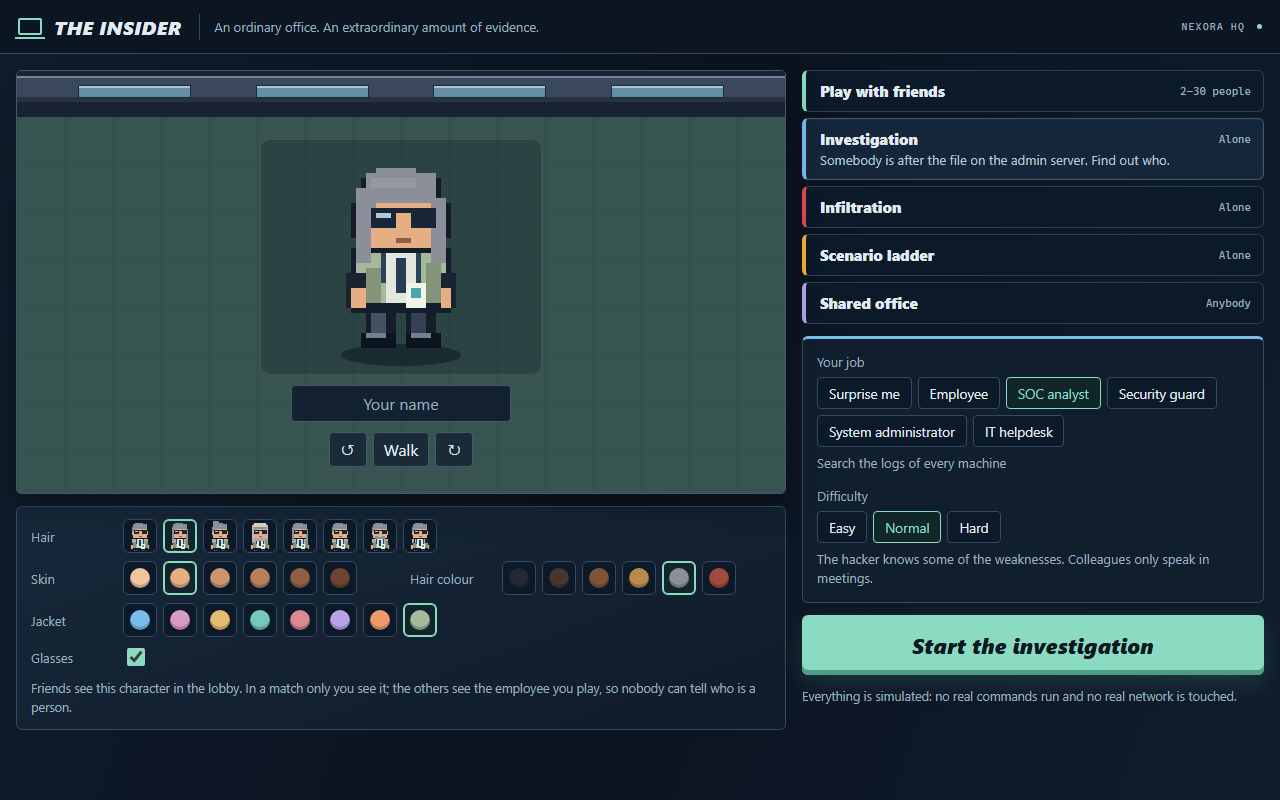 THE INSIDER
An ordinary office. An extraordinary amount of evidence.
NEXORA HQ
Your name
↺
Walk
↻
Hair
Skin
Hair colour
Jacket
Glasses
Friends see this character in the lobby. In a match only you see it; the others see the employee you play, so nobody can tell who is a
person.
Play with friends
2–30 people
Investigation
Alone
Somebody is after the file on the admin server. Find out who.
Infiltration
Alone
Scenario ladder
Alone
Shared office
Anybody
Your job
Surprise me
Employee
SOC analyst
Security guard
System administrator
IT helpdesk
Search the logs of every machine
Difficulty
Easy
Normal
Hard
The hacker knows some of the weaknesses. Colleagues only speak in
meetings.
Start the investigation
Everything is simulated: no real commands run and no real network is touched.